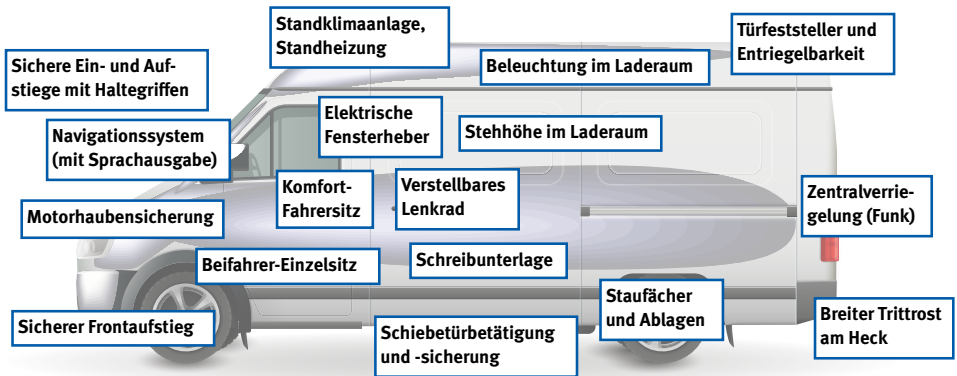 Standklimaanlage,
Standheizung
Türfeststeller und
Entriegelbarkeit
Sichere Ein- und Auf-
stiege mit Haltegriffen
Beleuchtung im Laderaum
Elektrische
Fensterheber
Stehhöhe im Laderaum
Navigationssystem
(mit Sprachausgabe)
Komfort-
Fahrersitz
Verstellbares
Lenkrad
Zentralverrie-
gelung (Funk)
Motorhaubensicherung
Beifahrer-Einzelsitz
Schreibunterlage
Staufächer
und Ablagen
Breiter Trittrost
am Heck
Sicherer Frontaufstieg
Schiebetürbetätigung
und -sicherung